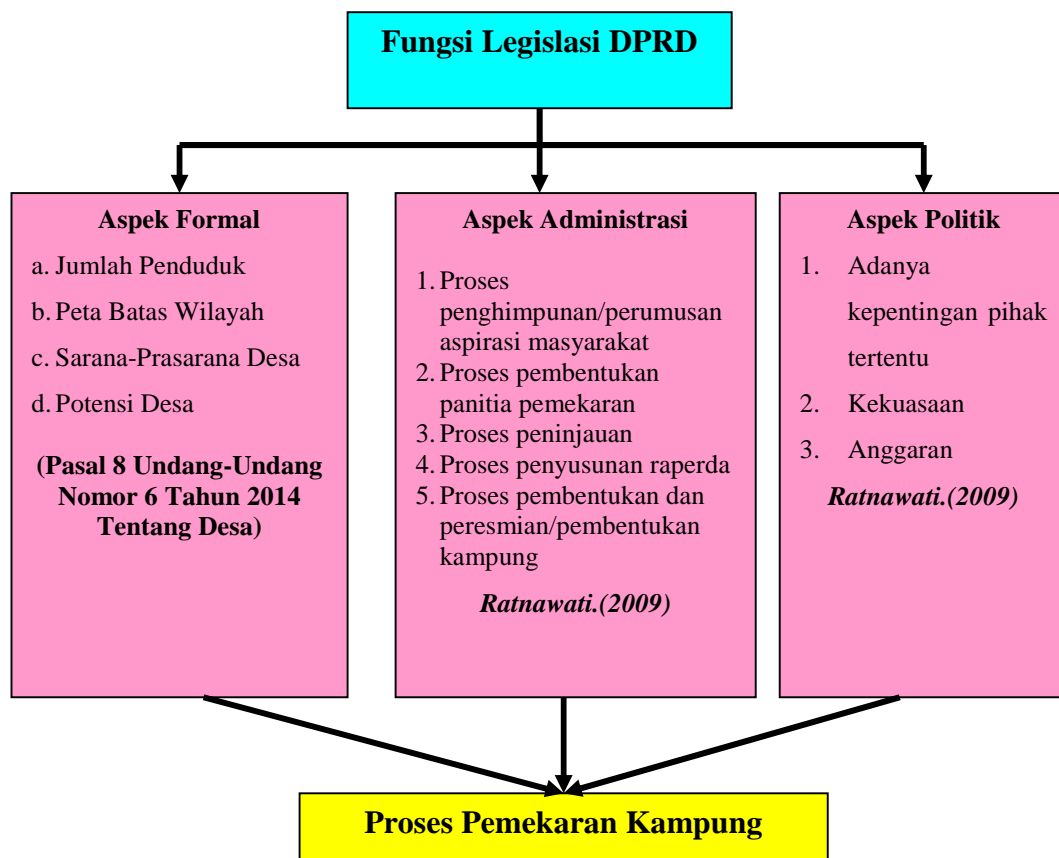 Fungsi Legislasi DPRD
Aspek Formal
a. Jumlah Penduduk
b. Peta Batas Wilayah
c. Sarana-Prasarana Desa
d. Potensi Desa
(Pasal 8 Undang-Undang
Nomor 6 Tahun 2014
Tentang Desa)
Aspek Administrasi
1. Proses
penghimpunan/perumusan
aspirasi masyarakat
2. Proses pembentukan
panitia pemekaran
3. Proses peninjauan
4. Proses penyusunan raperda
5. Proses pembentukan dan
peresmian/pembentukan
kampung
Ratnawati.(2009)
Aspek Politik
1. Adanya
kepentingan pihak
tertentu
2. Kekuasaan
3. Anggaran
Ratnawati.(2009)
Proses Pemekaran Kampung